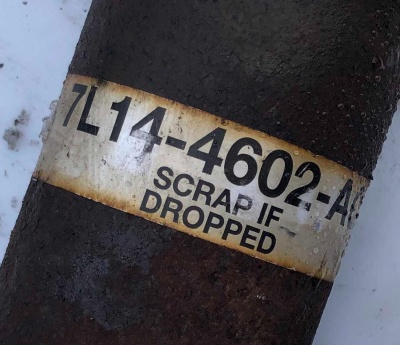 7L14-4602-A
SCRAP IF
DROPPED